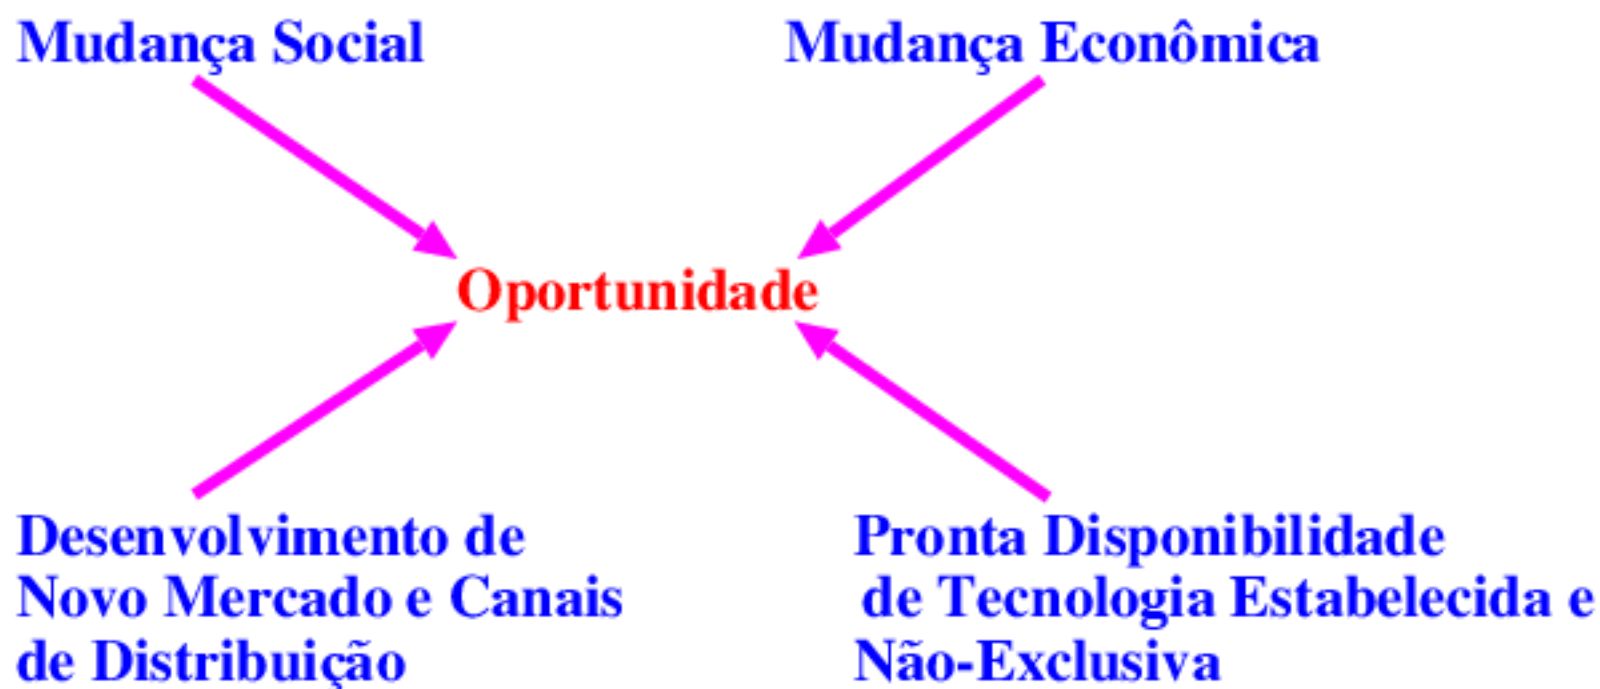 Mudança Social
Mudança Econômica
Oportunidade
Desenvolvimento de
Novo Mercado e Canais
de Distribuição
Pronta Disponibilidade
de Tecnologia Estabelecida e
Não-Exclusiva